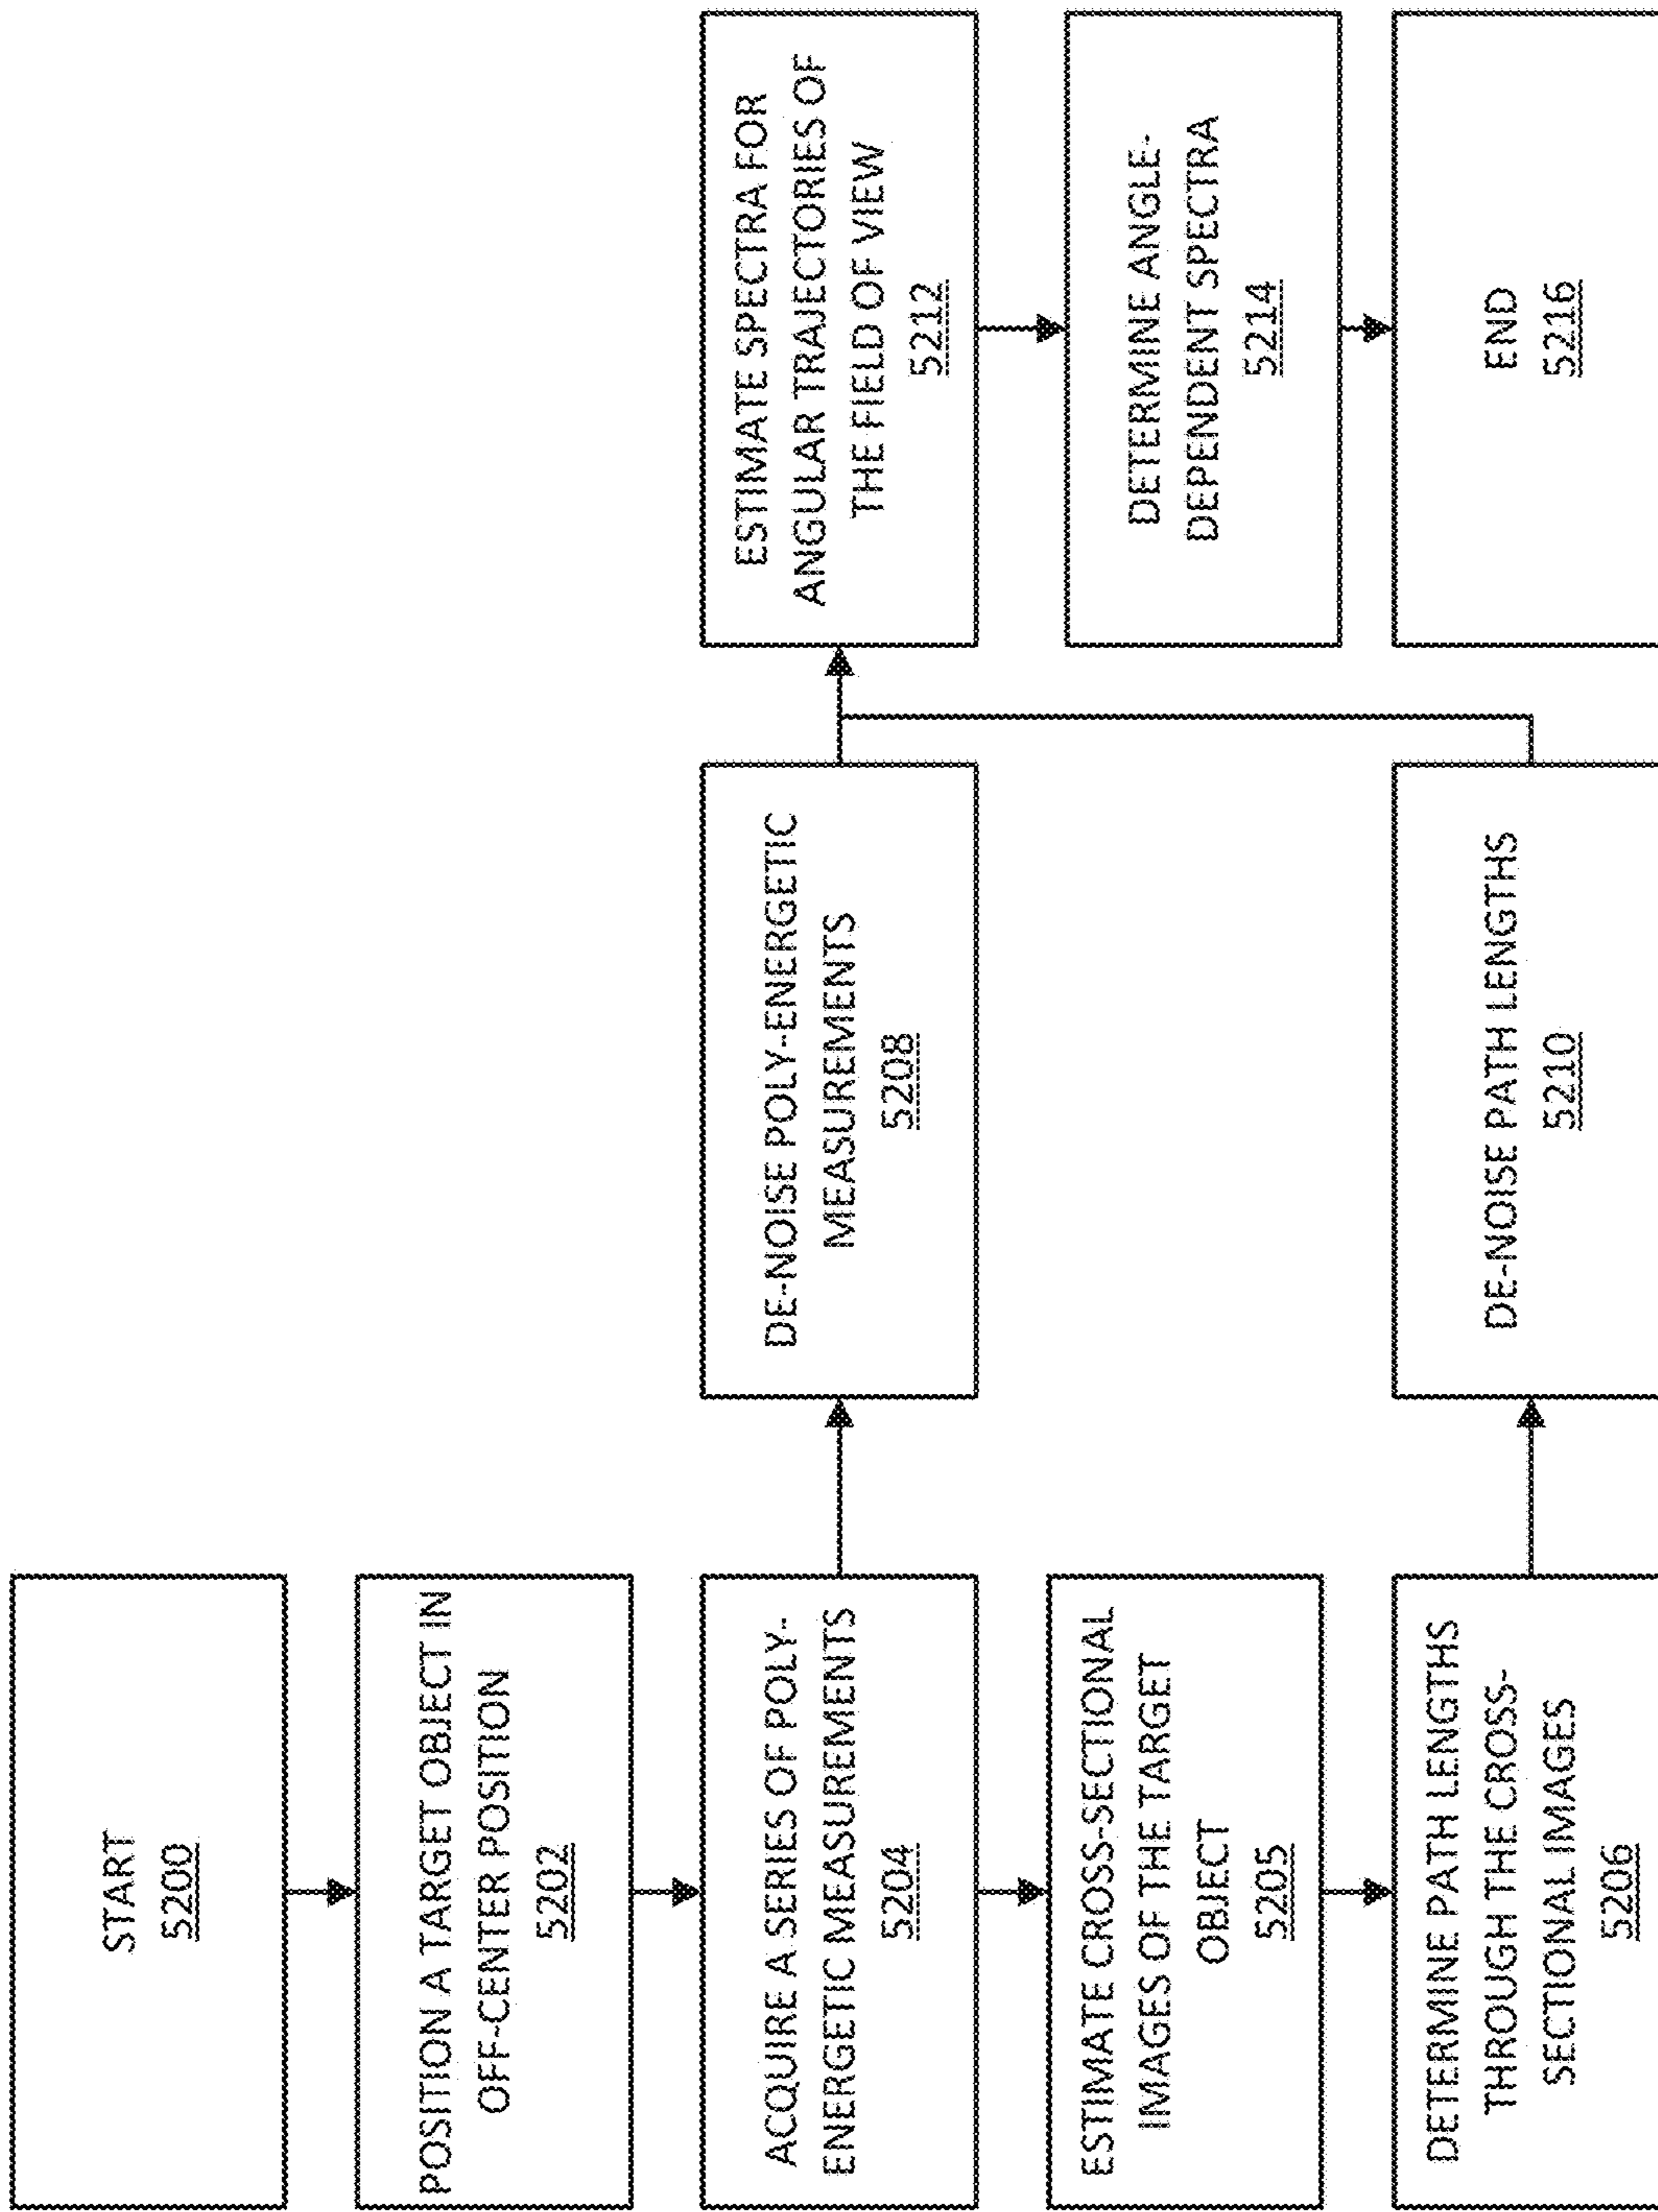 START
5200
POSITION A TARGET OBJECT IN
OFF-CENTER POSITION
5202
ACQUIRE A SERIES OF POLY-
ENERGETIC MEASUREMENTS
5204
ESTIMATE CROSS-SECTIONAL
IMAGES OF THE TARGET
OBJECT
5205
DETERMINE PATH LENGTHS
THROUGH THE CROSS-
SECTIONAL IMAGES
5206
DE-NOISE POLY-ENERGETIC
MEASUREMENTS
5208
DE-NOISE PATH LENGTHS
5210
ESTIMATE SPECTRA FOR
ANGULAR TRAJECTORIES OF
THE FIELD OF VIEW
5212
DETERMINE ANGLE-
DEPENDENT SPECTRA
5214
END
5216